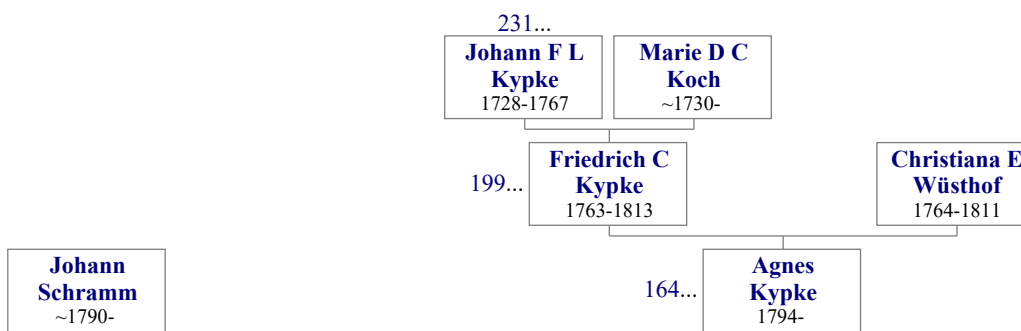 231...
Johann F L
Kypke
1728-1767
Marie D C
Koch
~1730-
199...
Friedrich C
Kypke
1763-1813
Christiana E
Wüsthof
1764-1811
Johann
Schramm
~1790-
164...
Agnes
Kypke
1794-